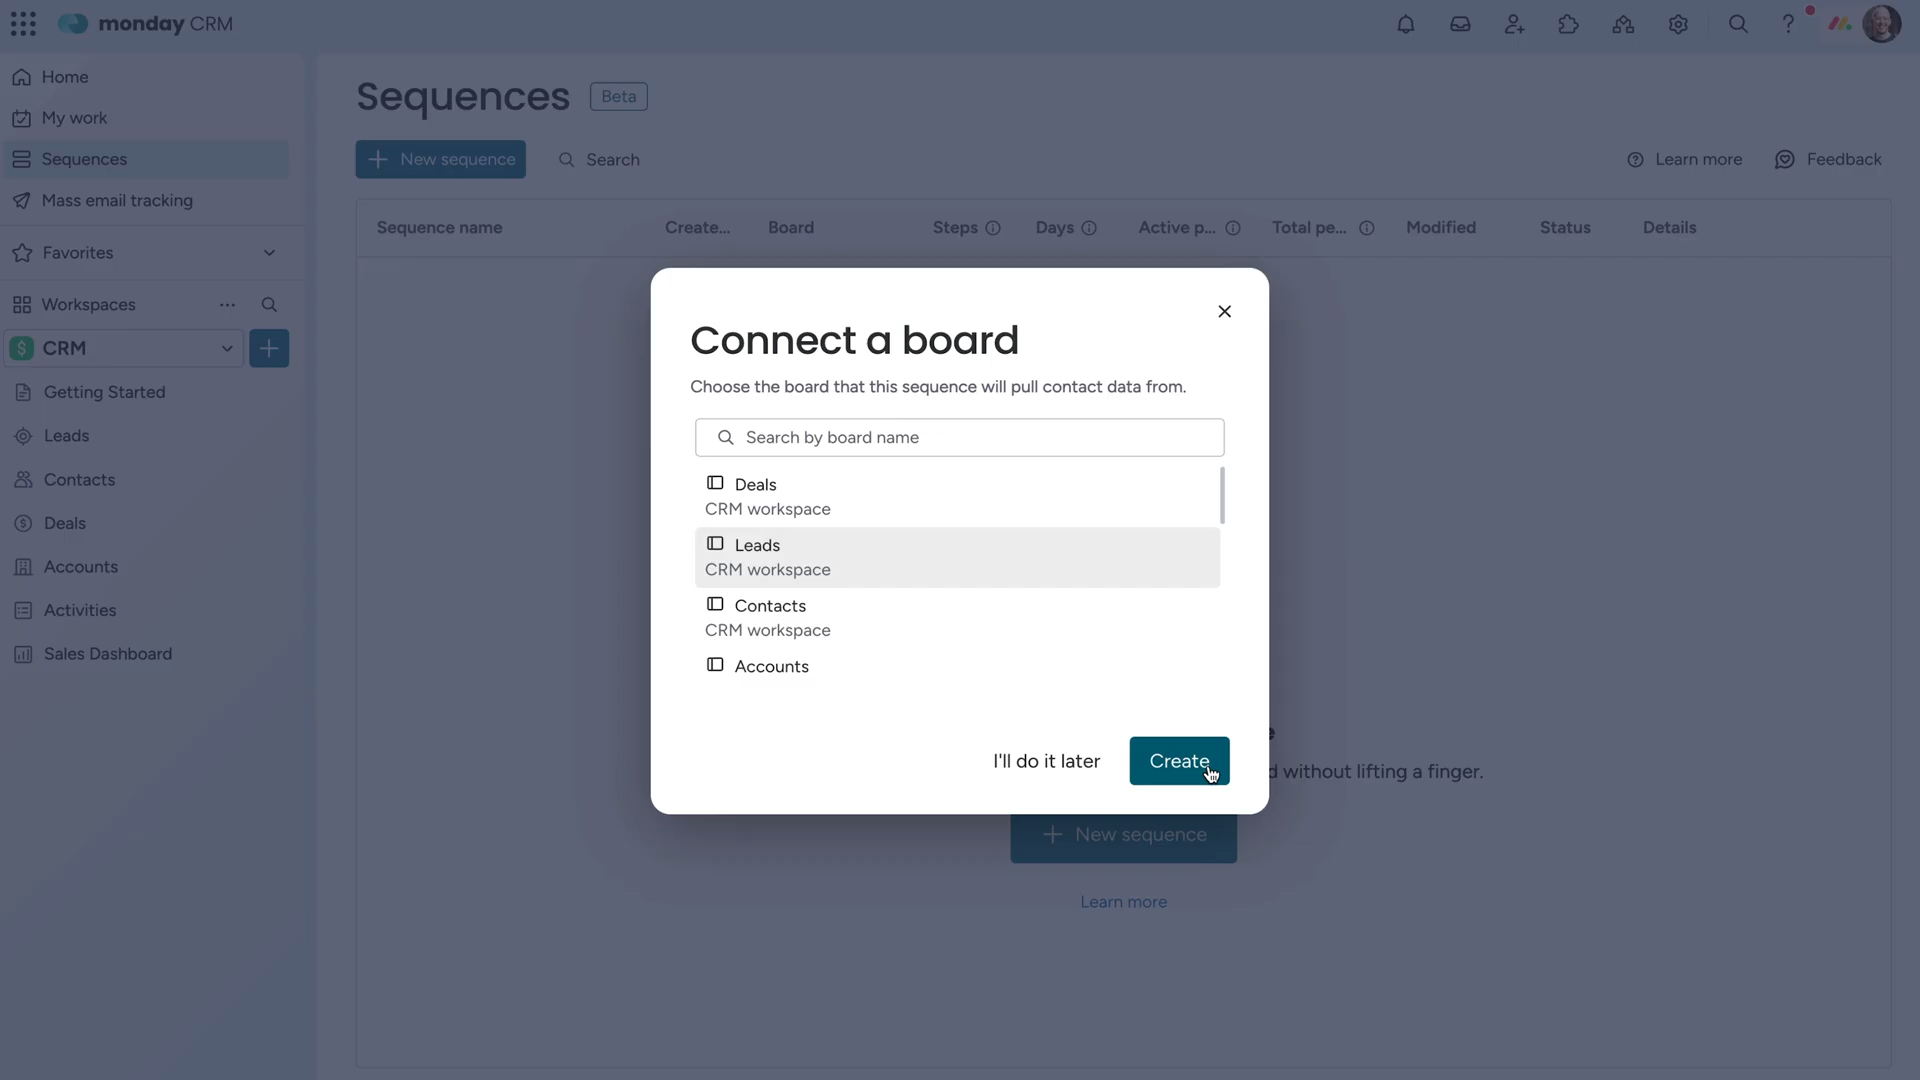 monday CRM
Home
My work
Sequences
Mass email tracking
Favorites
Workspaces
CRM
Getting Started
Leads
Contacts
Deals
Accounts
Activities
Sales Dashboard
Sequences Beta
New sequence Search
Learn more Feedback
Sequence name Create... Board Steps Days Active p... Total pe... Modified Status Details
Connect a board
Choose the board that this sequence will pull contact data from.
Search by board name
Deals
CRM workspace
Leads
CRM workspace
Contacts
CRM workspace
Accounts
I'll do it later Create
without lifting a finger.
New sequence
Learn more